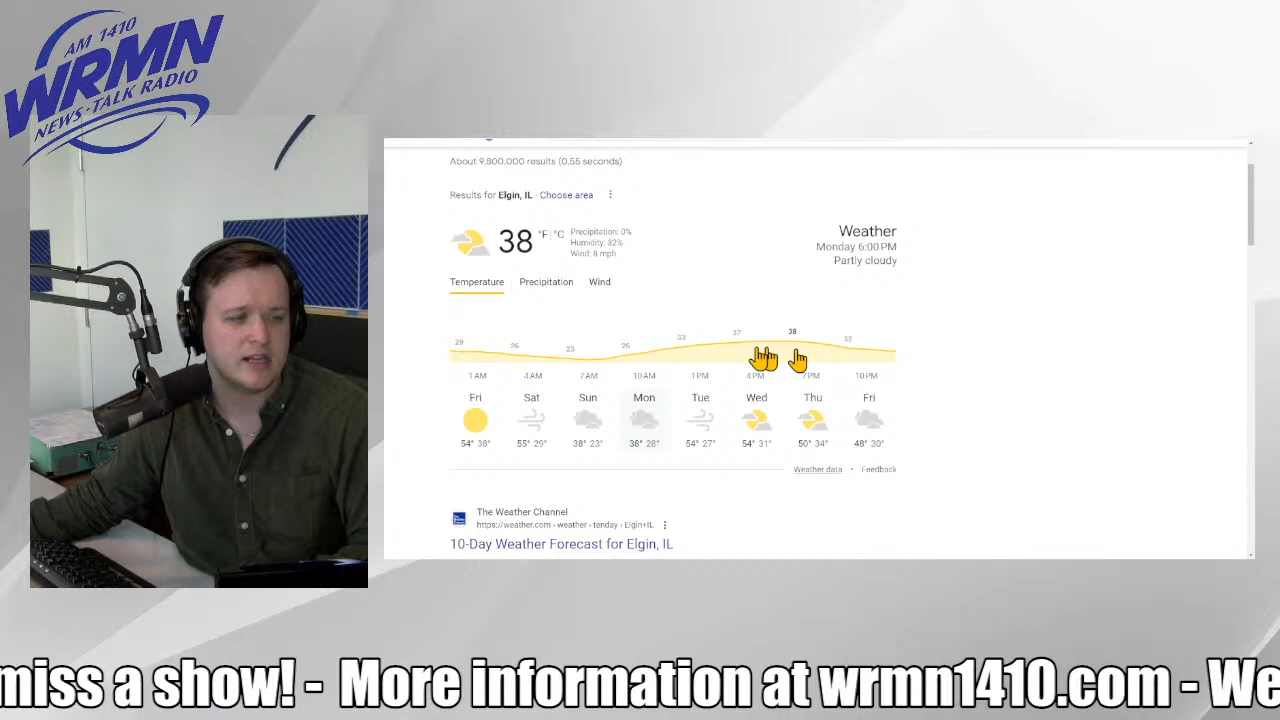 AM 1410
WRMN
NEWS·TALK RADIO
About 9,800,000 results (0.55 seconds)
Results for Elgin, IL · Choose area
38 °F | °C
Precipitation: 0%
Humidity: 32%
Wind: 8 mph
Weather
Monday 6:00 PM
Partly cloudy
Temperature Precipitation Wind
29 26 23 26 33 37 38 32
1 AM 4 AM 7 AM 10 AM 1 PM 4 PM 7 PM 10 PM
Fri Sat Sun Mon Tue Wed Thu Fri
54° 38° 55° 29° 38° 23° 38° 28° 54° 27° 54° 31° 50° 34° 48° 30°
Weather data • Feedback
The Weather Channel
https://weather.com › weather › tenday › Elgin+IL
10-Day Weather Forecast for Elgin, IL
miss a show! - More information at wrmn1410.com - We